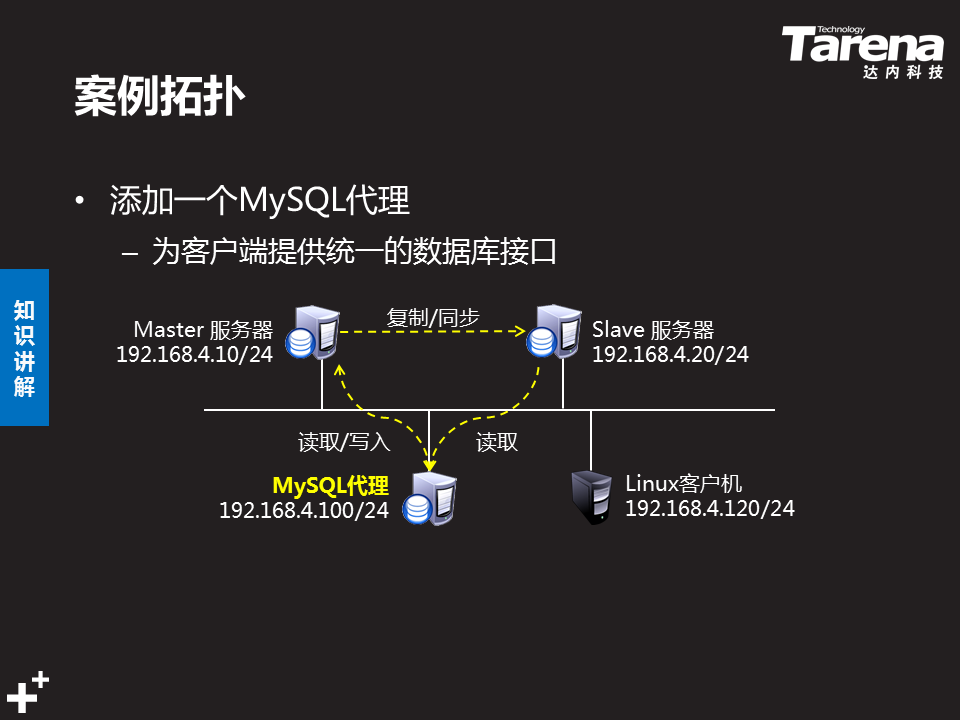 Technology
Tarena
达内科技
案例拓扑
• 添加一个MySQL代理
– 为客户端提供统一的数据库接口
知
识
讲
解
Master 服务器
192.168.4.10/24
复制/同步
Slave 服务器
192.168.4.20/24
读取/写入
读取
MySQL代理
192.168.4.100/24
Linux客户机
192.168.4.120/24